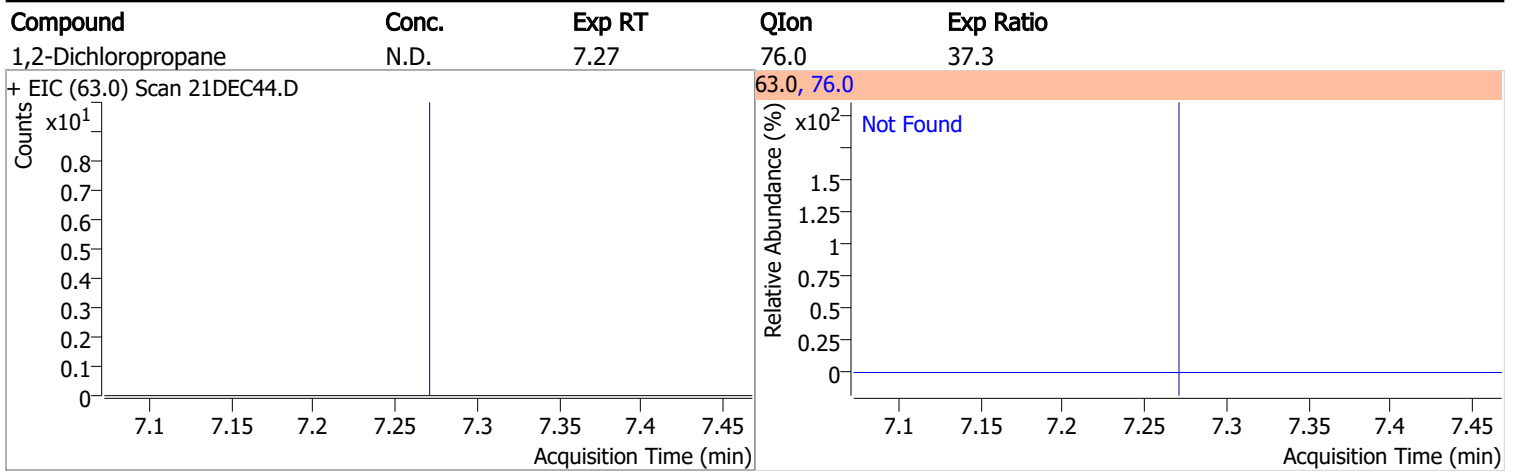 Compound Conc. Exp RT QIon Exp Ratio
1,2-Dichloropropane N.D. 7.27 76.0 37.3
+ EIC (63.0) Scan 21DEC44.D
Counts
x10¹
0.8
0.7
0.6
0.5
0.4
0.3
0.2
0.1
0
7.1 7.15 7.2 7.25 7.3 7.35 7.4 7.45
Acquisition Time (min)
63.0, 76.0
Relative Abundance (%)
x10²
Not Found
1.5
1.25
1
0.75
0.5
0.25
0
7.1 7.15 7.2 7.25 7.3 7.35 7.4 7.45
Acquisition Time (min)